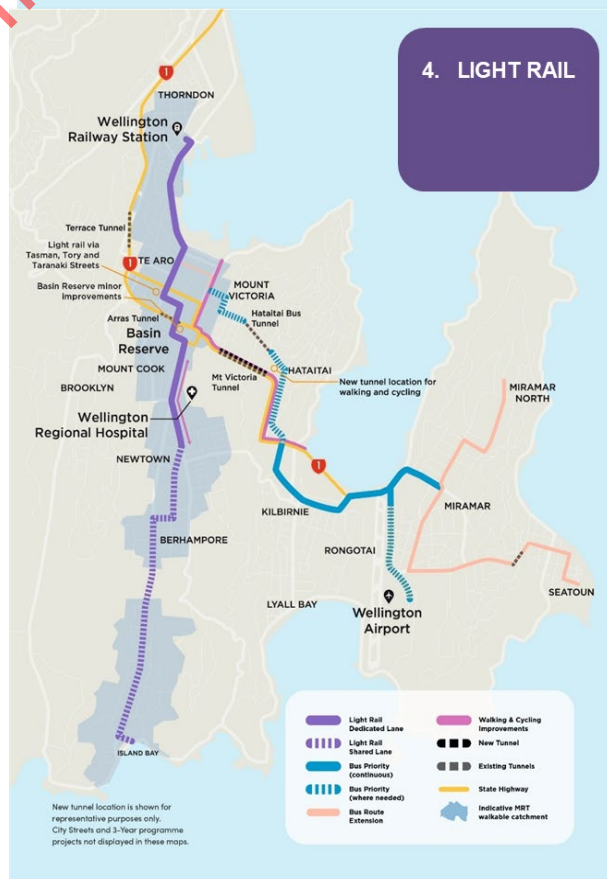 4. LIGHT RAIL
1
THORNDON
Wellington
Railway Station
Terrace Tunnel
Light rail via
Tasman, Tory and
Taranaki Streets
1
TE ARO
Basin Reserve minor
Improvements
MOUNT
VICTORIA
Hataitai Bus
Tunnel
Arras Tunnel
Basin
Reserve
MOUNT COOK
Mt Victoria
Tunnel
HATAITAI
New tunnel location for
walking and cycling
BROOKLYN
MIRAMAR
NORTH
Wellington
Regional Hospital
NEWTOWN
1
KILBIRNIE
MIRAMAR
BERHAMPORE
RONGOTAI
LYALL BAY
Wellington
Airport
SEATOUN
ISLAND BAY
Light Rail
Dedicated Lane
Light Rail
Shared Lane
Bus Priority
(continuous)
Bus Priority
(where needed)
Bus Route
Extension
Walking & Cycling
Improvements
New Tunnel
Existing Tunnels
State Highway
Indicative MRT
walkable catchment
New tunnel location is shown for
representative purposes only.
City Streets and 3-Year programme
projects not displayed in these maps.